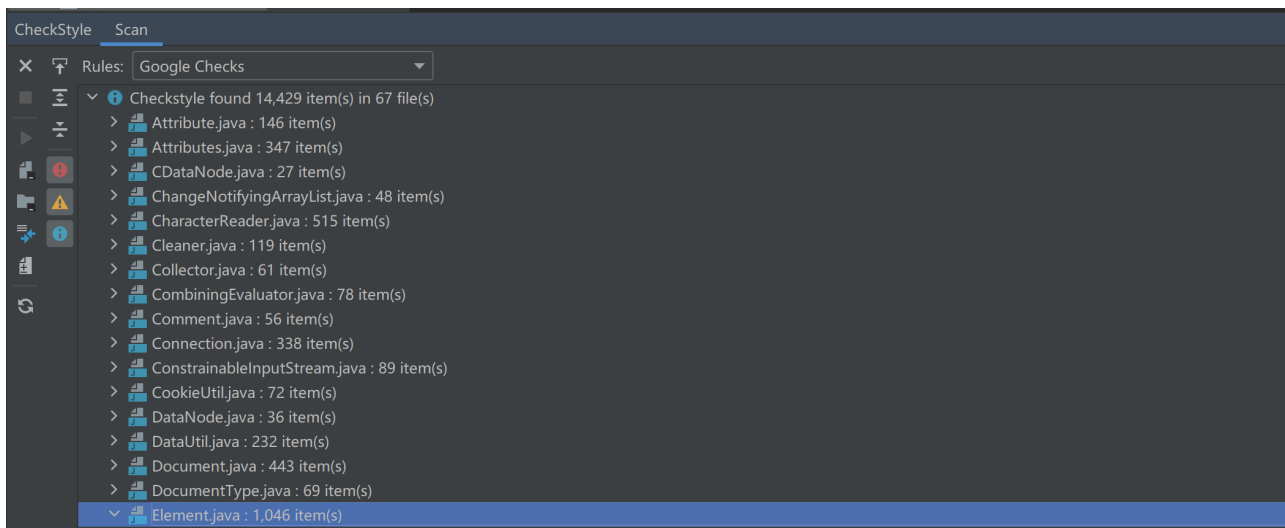 CheckStyle Scan
Rules: Google Checks
Checkstyle found 14,429 item(s) in 67 file(s)
Attribute.java : 146 item(s)
Attributes.java : 347 item(s)
CDataNode.java : 27 item(s)
ChangeNotifyingArrayList.java : 48 item(s)
CharacterReader.java : 515 item(s)
Cleaner.java : 119 item(s)
Collector.java : 61 item(s)
CombiningEvaluator.java : 78 item(s)
Comment.java : 56 item(s)
Connection.java : 338 item(s)
ConstrainableInputStream.java : 89 item(s)
CookieUtil.java : 72 item(s)
DataNode.java : 36 item(s)
DataUtil.java : 232 item(s)
Document.java : 443 item(s)
DocumentType.java : 69 item(s)
Element.java : 1,046 item(s)